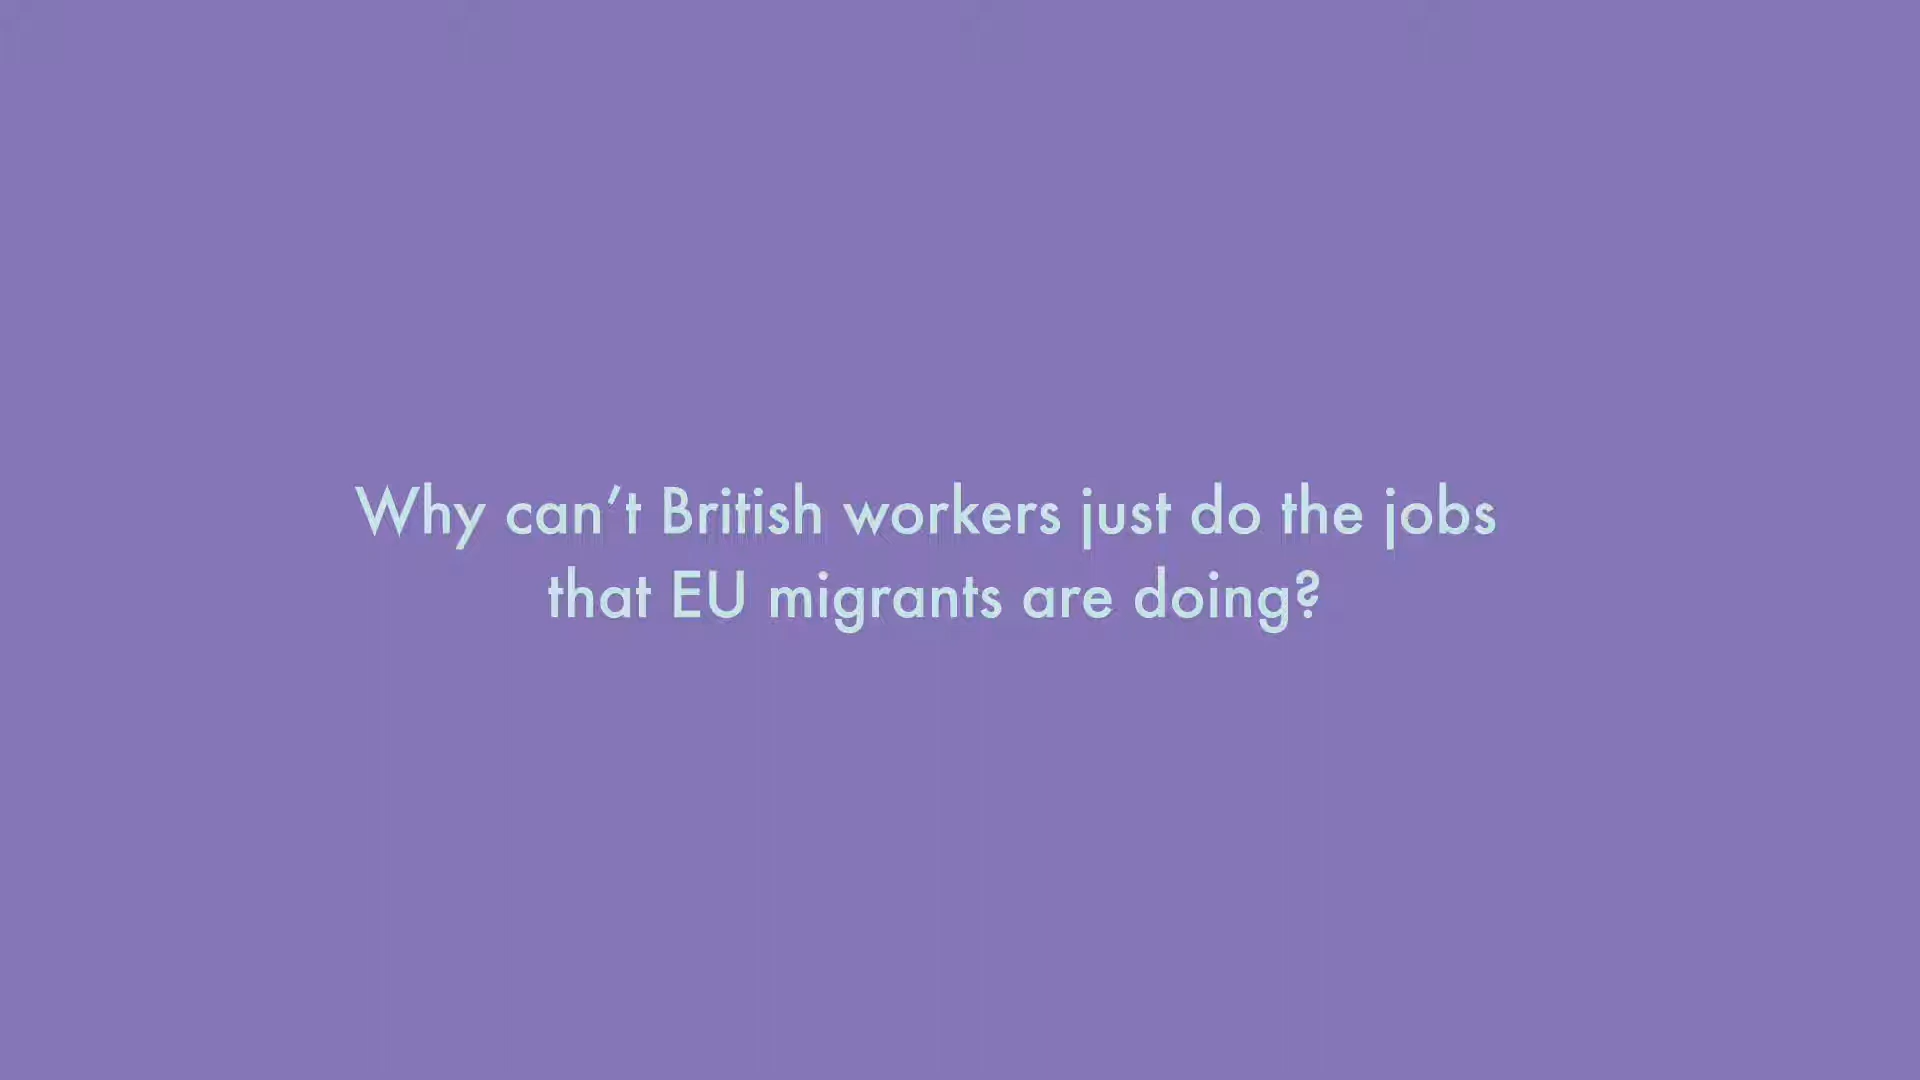 Why can’t British workers just do the jobs
that EU migrants are doing?